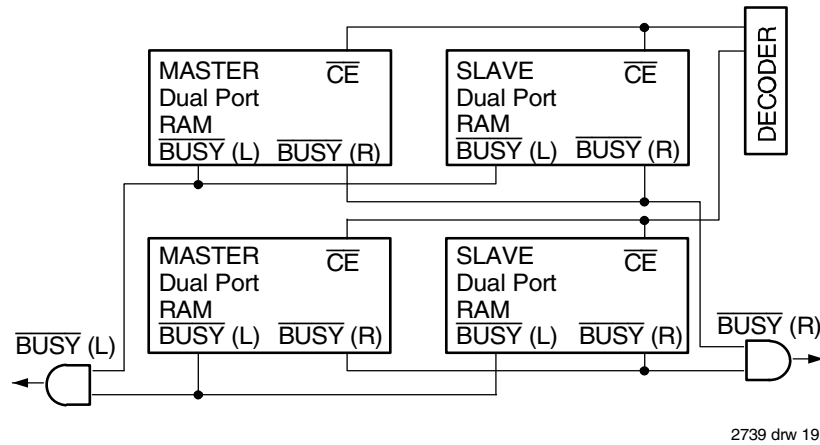 MASTER
Dual Port
RAM
CE
BUSY (L) BUSY (R)
SLAVE
Dual Port
RAM
CE
BUSY (L) BUSY (R)
DECODER
MASTER
Dual Port
RAM
CE
BUSY (L) BUSY (R)
SLAVE
Dual Port
RAM
CE
BUSY (L) BUSY (R)
BUSY (L)
BUSY (R)
2739 drw 19